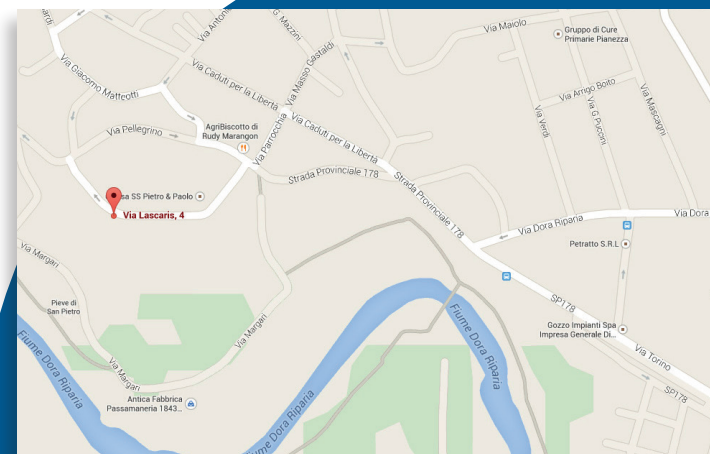 Via Antoni
G. Mazzini
Via Maiolo
Gruppo di Cure
Primarie Pianezza
Via Masso Gastaldi
Via Giacomo Matteotti
Via Caduti per la Libertà
Via Arrigo Boito
Via Mascagni
Via Verdi
Via G Puccini
Via Pellegrino
AgriBiscotto di
Rudy Marangon
Via Caduti per la Libertà
Via Parrocchia
Strada Provinciale 178
Strada Provinciale 178
sa SS Pietro & Paolo
Via Lascaris, 4
Via Dora Riparia
Via Dora
Petratto S.R.L
Via Margari
SP178
Pieve di
San Pietro
Gozzo Impianti Spa
Impresa Generale Di...
Via Torino
Via Margari
Fiume Dora Riparia
Fiume Dora Riparia
Via Margari
SP178
Antica Fabbrica
Passamaneria 1843...
me Dora Riparia